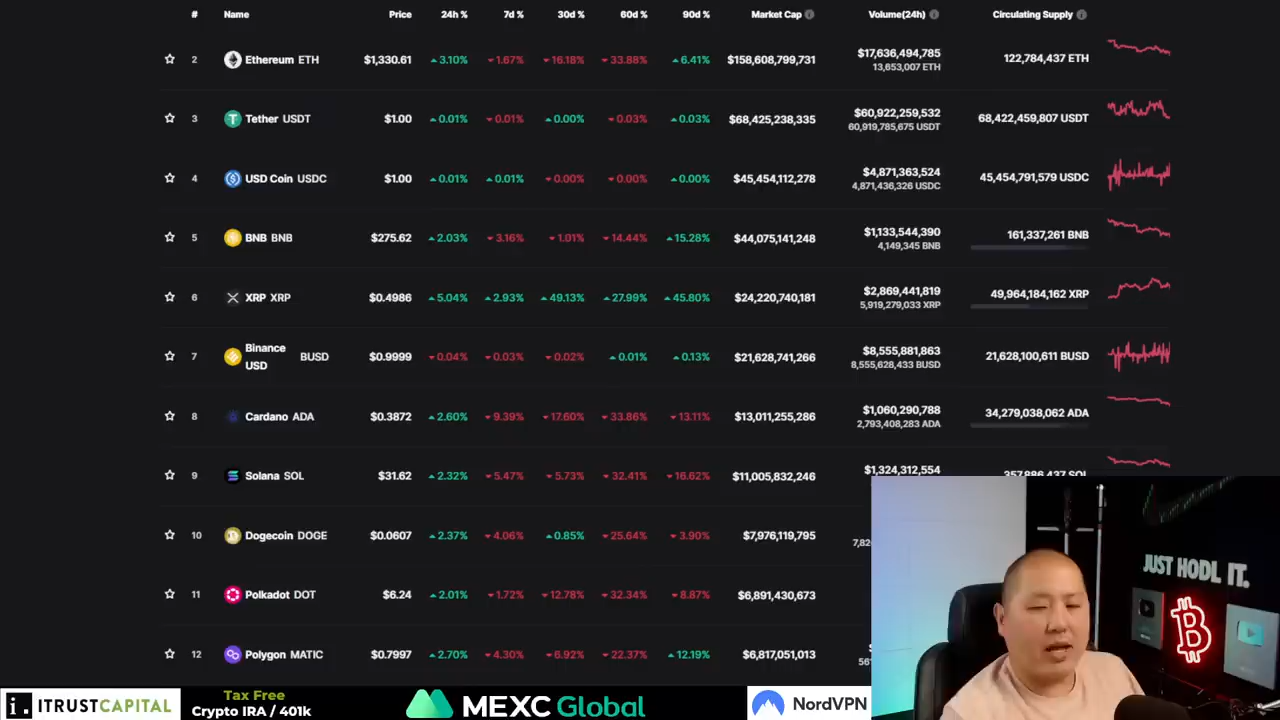 # Name Price 24h % 7d % 30d % 60d % 90d % Market Cap Volume(24h) Circulating Supply
2 Ethereum ETH $1,330.61 3.10% 1.67% 16.18% 33.88% 6.41% $158,608,799,731 $17,636,494,785 122,784,437 ETH
13,653,007 ETH
3 Tether USDT $1.00 0.01% 0.01% 0.00% 0.03% 0.03% $68,425,238,335 $60,922,259,532 68,422,459,807 USDT
60,919,785,675 USDT
4 USD Coin USDC $1.00 0.01% 0.01% 0.00% 0.00% 0.00% $45,454,112,278 $4,871,363,524 45,454,791,579 USDC
4,871,436,326 USDC
5 BNB BNB $275.62 2.03% 3.16% 1.01% 14.44% 15.28% $44,075,141,248 $1,133,544,390 161,337,261 BNB
4,149,345 BNB
6 XRP XRP $0.4986 5.04% 2.93% 49.13% 27.99% 45.80% $24,220,740,181 $2,869,441,819 49,964,184,162 XRP
5,919,279,033 XRP
7 Binance USD BUSD $0.9999 0.04% 0.03% 0.02% 0.01% 0.13% $21,628,741,266 $8,555,881,863 21,628,100,611 BUSD
8,555,628,433 BUSD
8 Cardano ADA $0.3872 2.60% 9.39% 17.60% 33.86% 13.11% $13,011,255,286 $1,060,290,788 34,279,038,062 ADA
2,793,408,283 ADA
9 Solana SOL $31.62 2.32% 5.47% 5.73% 32.41% 16.62% $11,005,832,246 $1,324,312,554 357,886,437 SOL
10 Dogecoin DOGE $0.0607 2.37% 4.06% 0.85% 25.64% 3.90% $7,976,119,795
7,82
11 Polkadot DOT $6.24 2.01% 1.72% 12.78% 32.34% 8.87% $6,891,430,673
12 Polygon MATIC $0.7997 2.70% 4.30% 6.92% 22.37% 12.19% $6,817,051,013
561
JUST HODL IT.
i. ITRUSTCAPITAL
Tax Free
Crypto IRA / 401k
MEXC Global
NordVPN